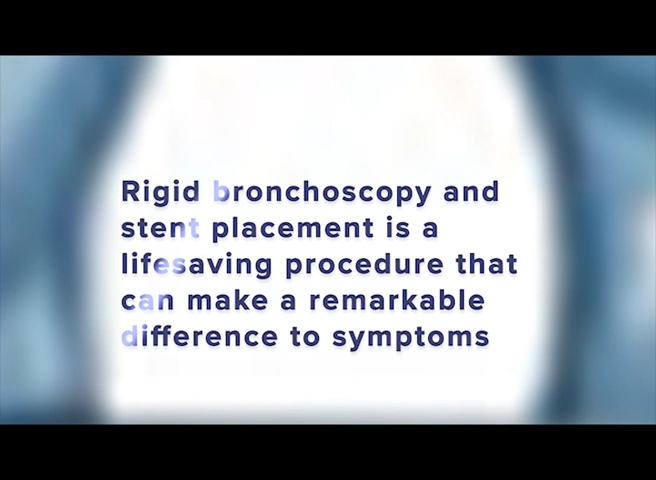 Rigid bronchoscopy and
stent placement is a
lifesaving procedure that
can make a remarkable
difference to symptoms